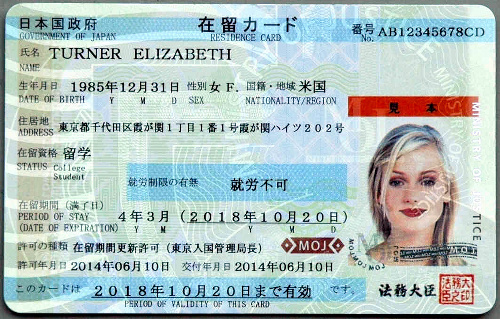 日本国政府 在留カード 番号 AB12345678CD
GOVERNMENT OF JAPAN RESIDENCE CARD No.
氏名 TURNER ELIZABETH
NAME
生年月日 1985年12月31日 性別 女 F. 国籍・地域 米国
DATE OF BIRTH Y M D SEX NATIONALITY/REGION
見本
住居地
ADDRESS 東京都千代田区霞が関1丁目1番1号霞が関ハイツ202号
在留資格 留学
STATUS College
Student
就労制限の有無 就労不可
在留期間(満了日)
PERIOD OF STAY 4年3月(2018年10月20日)
(DATE OF EXPIRATION) Y M Y M D
許可の種類 在留期間更新許可(東京入国管理局長) MOJ
許可年月日 2014年06月10日 交付年月日 2014年06月10日
このカードは 2018年10月20日まで有効 です。
PERIOD OF VALIDITY OF THIS CARD
法務大臣